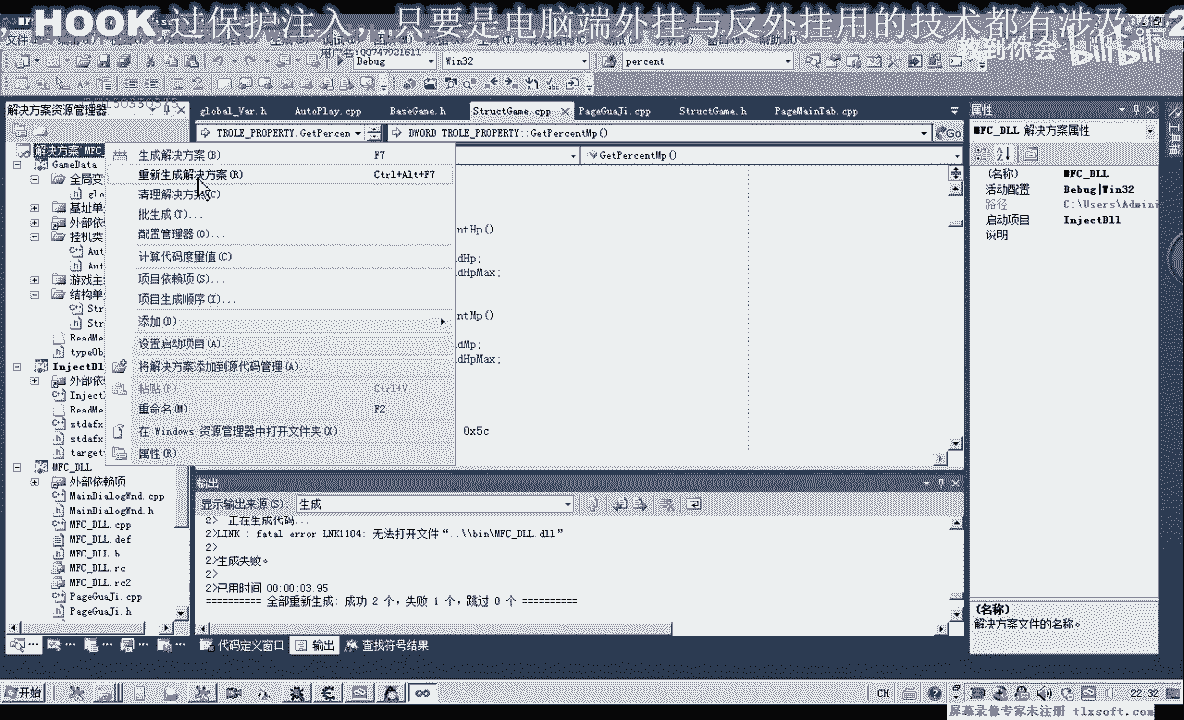 HOOK 过保护注入，只要是电脑端外挂与反外挂用的技术都有涉及
教到你会
bilibili
Debug
Win32
percent
解决方案资源管理器
global_Var.h
AutoPlay.cpp
BaseGame.h
StructGame.cpp
PageGuaJi.cpp
StructGame.h
PageMainTab.cpp
属性
TROLE_PROPERTY.GetPercen
DWORD TROLE_PROPERTY::GetPercentMp()
Go
MFC_DLL 解决方案属性
解决方案"MFC
GameData
全局变
glo
基址单
外部依
挂机类
Aut
Aut
游戏主
结构单
Str
Str
ReadMe
typeOb
InjectDl
外部依
Inject
ReadMe
stdafx
stdafx
target
MFC_DLL
外部依赖项
MainDialogWnd.cpp
MainDialogWnd.h
MFC_DLL.cpp
MFC_DLL.def
MFC_DLL.h
MFC_DLL.rc
MFC_DLL.rc2
PageGuaJi.cpp
PageGuaJi.h
生成解决方案(B) F7
重新生成解决方案(R) Ctrl+Alt+F7
清理解决方案(C)
批生成(T)...
配置管理器(O)...
计算代码度量值(C)
项目依赖项(S)...
项目生成顺序(I)...
添加(D)
设置启动项目(A)...
将解决方案添加到源代码管理(A)...
粘贴(P) Ctrl+V
重命名(M) F2
在 Windows 资源管理器中打开文件夹(X)
属性(R)
GetPercentMp()
ntHp()
dHp;
dHpMax;
ntMp()
dMp;
dHpMax;
0x5c
(名称) MFC_DLL
活动配置 Debug|Win32
路径 C:\Users\Admini
启动项目 InjectDll
说明
输出
显示输出来源(S): 生成
2> 正在生成代码...
2>LINK : fatal error LNK1104: 无法打开文件“..\\bin\MFC_DLL.dll”
2>
2>生成失败。
2>
2>已用时间 00:00:03.95
========== 全部重新生成: 成功 2 个，失败 1 个，跳过 0 个 ==========
(名称)
解决方案文件的名称。
代码定义窗口
输出
查找符号结果
开始
CH
22:32
屏幕录像专家未注册 tlxsoft.com